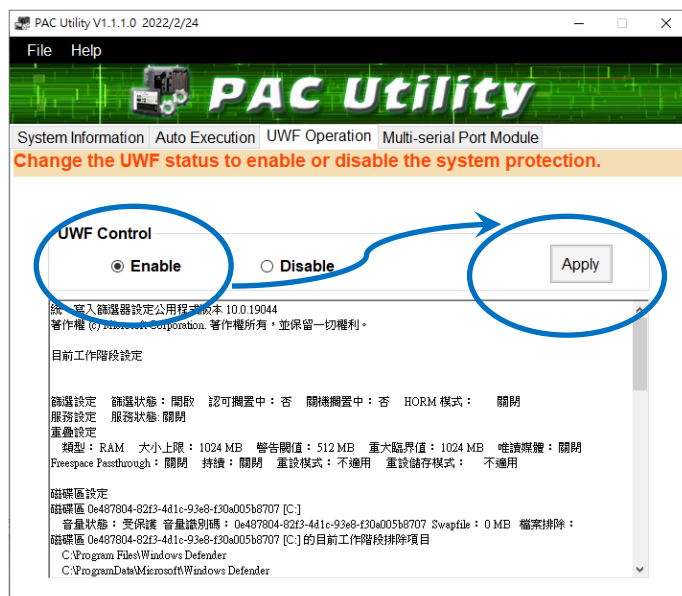 PAC Utility V1.1.1.0 2022/2/24
File Help
PAC Utility
System Information Auto Execution UWF Operation Multi-serial Port Module
Change the UWF status to enable or disable the system protection.
UWF Control
Enable Disable Apply
統一寫入篩選器設定公用程式版本 10.0.19044
著作權 (c) Microsoft Corporation. 著作權所有，並保留一切權利。
目前工作階段設定
篩選設定 篩選狀態：開啟 認可擱置中：否 關機擱置中：否 HORM 模式： 關閉
服務設定 服務狀態: 關閉
重疊設定
類型：RAM 大小上限：1024 MB 警告閾值：512 MB 重大臨界值：1024 MB 唯讀媒體：關閉
Freespace Passthrough：關閉 持續：關閉 重設模式：不適用 重設儲存模式： 不適用
磁碟區設定
磁碟區 0e487804-82f3-4d1c-93e8-f30a005b8707 [C:]
音量狀態：受保護 音量識別碼：0e487804-82f3-4d1c-93e8-f30a005b8707 Swapfile：0 MB 檔案排除：
磁碟區 0e487804-82f3-4d1c-93e8-f30a005b8707 [C:] 的目前工作階段排除項目
C:\Program Files\Windows Defender
C:\ProgramData\Microsoft\Windows Defender